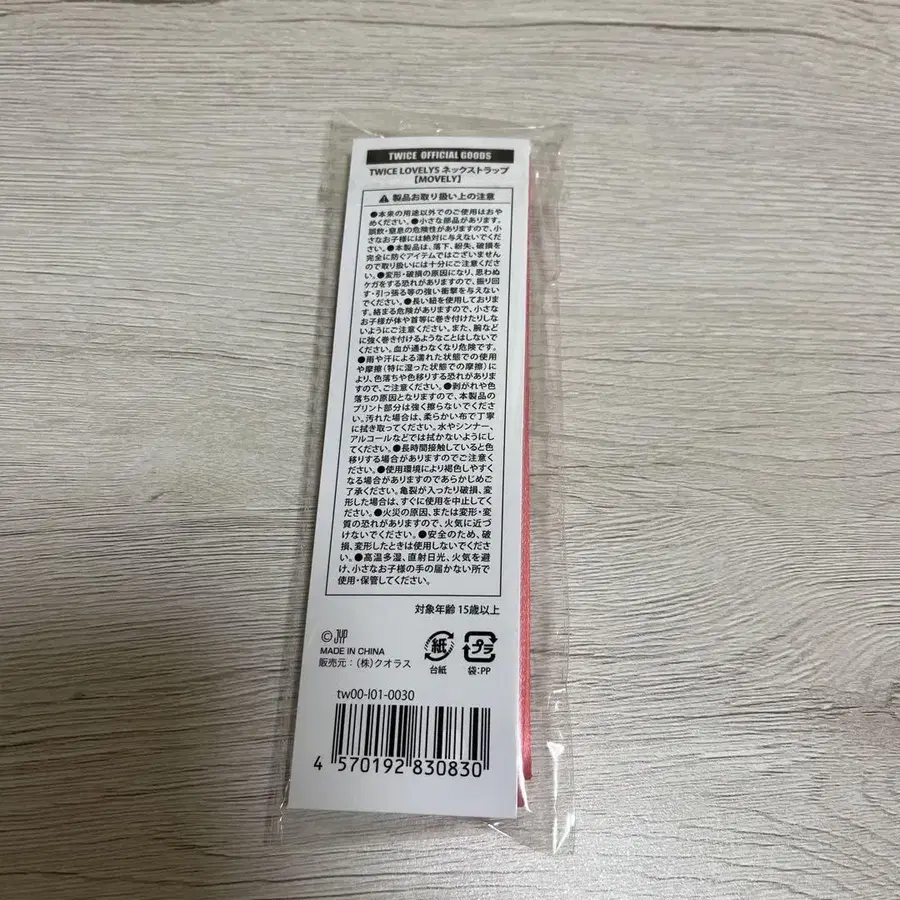 TWICE OFFICIAL GOODS
TWICE LOVELYS ネックストラップ
【MOVELY】
⚠ 製品お取り扱い上の注意
●本来の用途以外でのご使用はおや
めください。●小さな部品があります。
誤飲・窒息の危険性がありますので、小
さなお子様には絶対に与えないでくだ
さい。●本製品は、落下、紛失、破損を
完全に防ぐアイテムではございません
ので取り扱いには十分にご注意くださ
い。●変形・破損の原因になり、思わぬ
ケガをする恐れがありますので、振り回
す・引っ張る等の強い衝撃を与えない
でください。●長い紐を使用しておりま
す。絡まる危険がありますので、小さな
お子様が体や首等に巻き付けたりしな
いようにご注意ください。また、腕など
に強く巻き付けるようなことはしないで
ください。血が通わなくなり危険です。
●雨や汗による濡れた状態での使用
や摩擦(特に湿った状態での摩擦)に
より、色落ちや色移りする恐れがありま
すので、ご注意ください。●剥がれや色
落ちの原因となりますので、本製品の
プリント部分は強く擦らないでくださ
い。汚れた場合は、柔らかい布で丁寧
に拭き取ってください。水やシンナー、
アルコールなどでは拭かないようにし
てください。●長時間接触していると色
移りする場合がありますのでご注意く
ださい。●使用環境により褐色しやすく
なる場合がありますのであらかじめご
了承ください。亀裂が入ったり破損、変
形した場合は、すぐに使用を中止してく
ださい。●火災の原因、または変形・変
質の恐れがありますので、火気に近づ
けないでください。●安全のため、破
損、変形したときは使用しないでくださ
い。●高温多湿、直射日光、火気を避
け、小さなお子様の手の届かない所で
使用・保管してください。
対象年齢 15歳以上
© JYP
MADE IN CHINA
販売元：(株)クオラス
紙
台紙
プラ
袋:PP
tw00-l01-0030
4 570192 830830